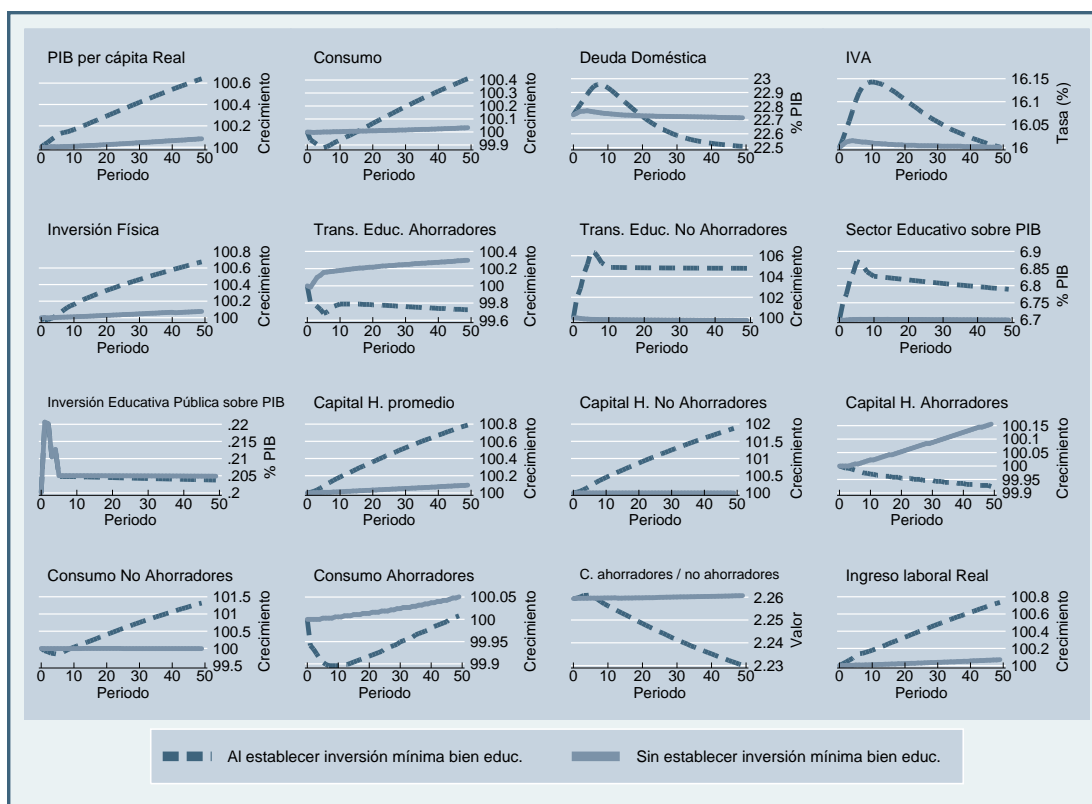 PIB per cápita Real
100
100.2
100.4
100.6
Crecimiento
0 10 20 30 40 50
Periodo
Consumo
99.9
100
100.1
100.2
100.3
100.4
Crecimiento
0 10 20 30 40 50
Periodo
Deuda Doméstica
22.5
22.6
22.7
22.8
22.9
23
% PIB
0 10 20 30 40 50
Periodo
IVA
16
16.05
16.1
16.15
Tasa (%)
0 10 20 30 40 50
Periodo
Inversión Física
100
100.2
100.4
100.6
100.8
Crecimiento
0 10 20 30 40 50
Periodo
Trans. Educ. Ahorradores
99.6
99.8
100
100.2
100.4
Crecimiento
0 10 20 30 40 50
Periodo
Trans. Educ. No Ahorradores
100
102
104
106
Crecimiento
0 10 20 30 40 50
Periodo
Sector Educativo sobre PIB
6.7
6.75
6.8
6.85
6.9
% PIB
0 10 20 30 40 50
Periodo
Inversión Educativa Pública sobre PIB
.2
.205
.21
.215
.22
% PIB
0 10 20 30 40 50
Periodo
Capital H. promedio
100
100.2
100.4
100.6
100.8
Crecimiento
0 10 20 30 40 50
Periodo
Capital H. No Ahorradores
100
100.5
101
101.5
102
Crecimiento
0 10 20 30 40 50
Periodo
Capital H. Ahorradores
99.9
99.95
100
100.05
100.1
100.15
Crecimiento
0 10 20 30 40 50
Periodo
Consumo No Ahorradores
99.5
100
100.5
101
101.5
Crecimiento
0 10 20 30 40 50
Periodo
Consumo Ahorradores
99.9
99.95
100
100.05
Crecimiento
0 10 20 30 40 50
Periodo
C. ahorradores / no ahorradores
2.23
2.24
2.25
2.26
Valor
0 10 20 30 40 50
Periodo
Ingreso laboral Real
100
100.2
100.4
100.6
100.8
Crecimiento
0 10 20 30 40 50
Periodo
Al establecer inversión mínima bien educ.
Sin establecer inversión mínima bien educ.